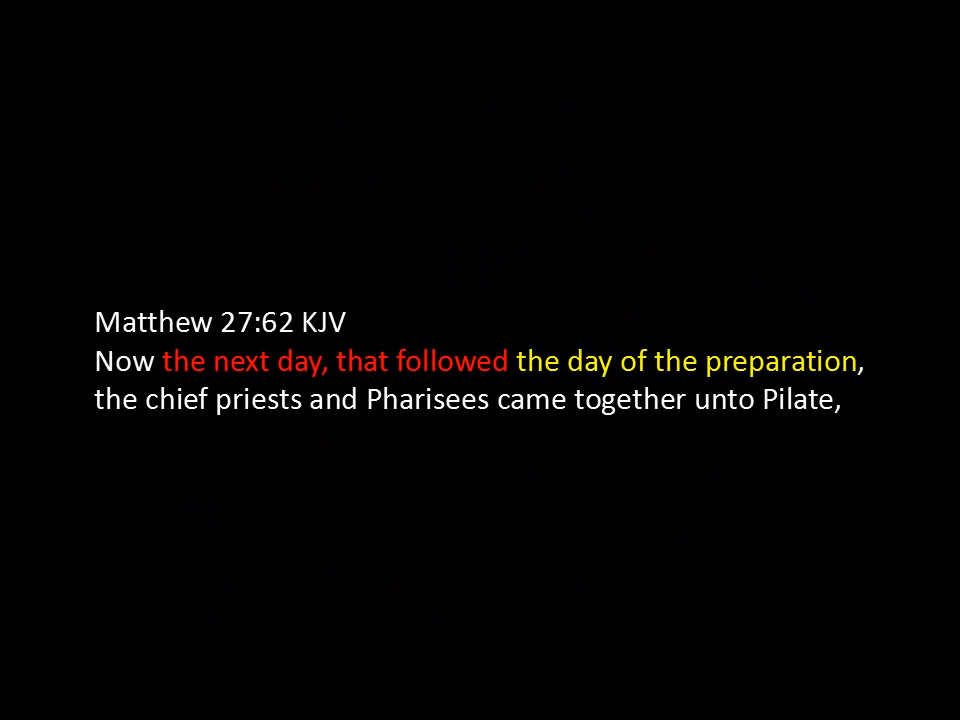 Matthew 27:62 KJV
Now the next day, that followed the day of the preparation,
the chief priests and Pharisees came together unto Pilate,